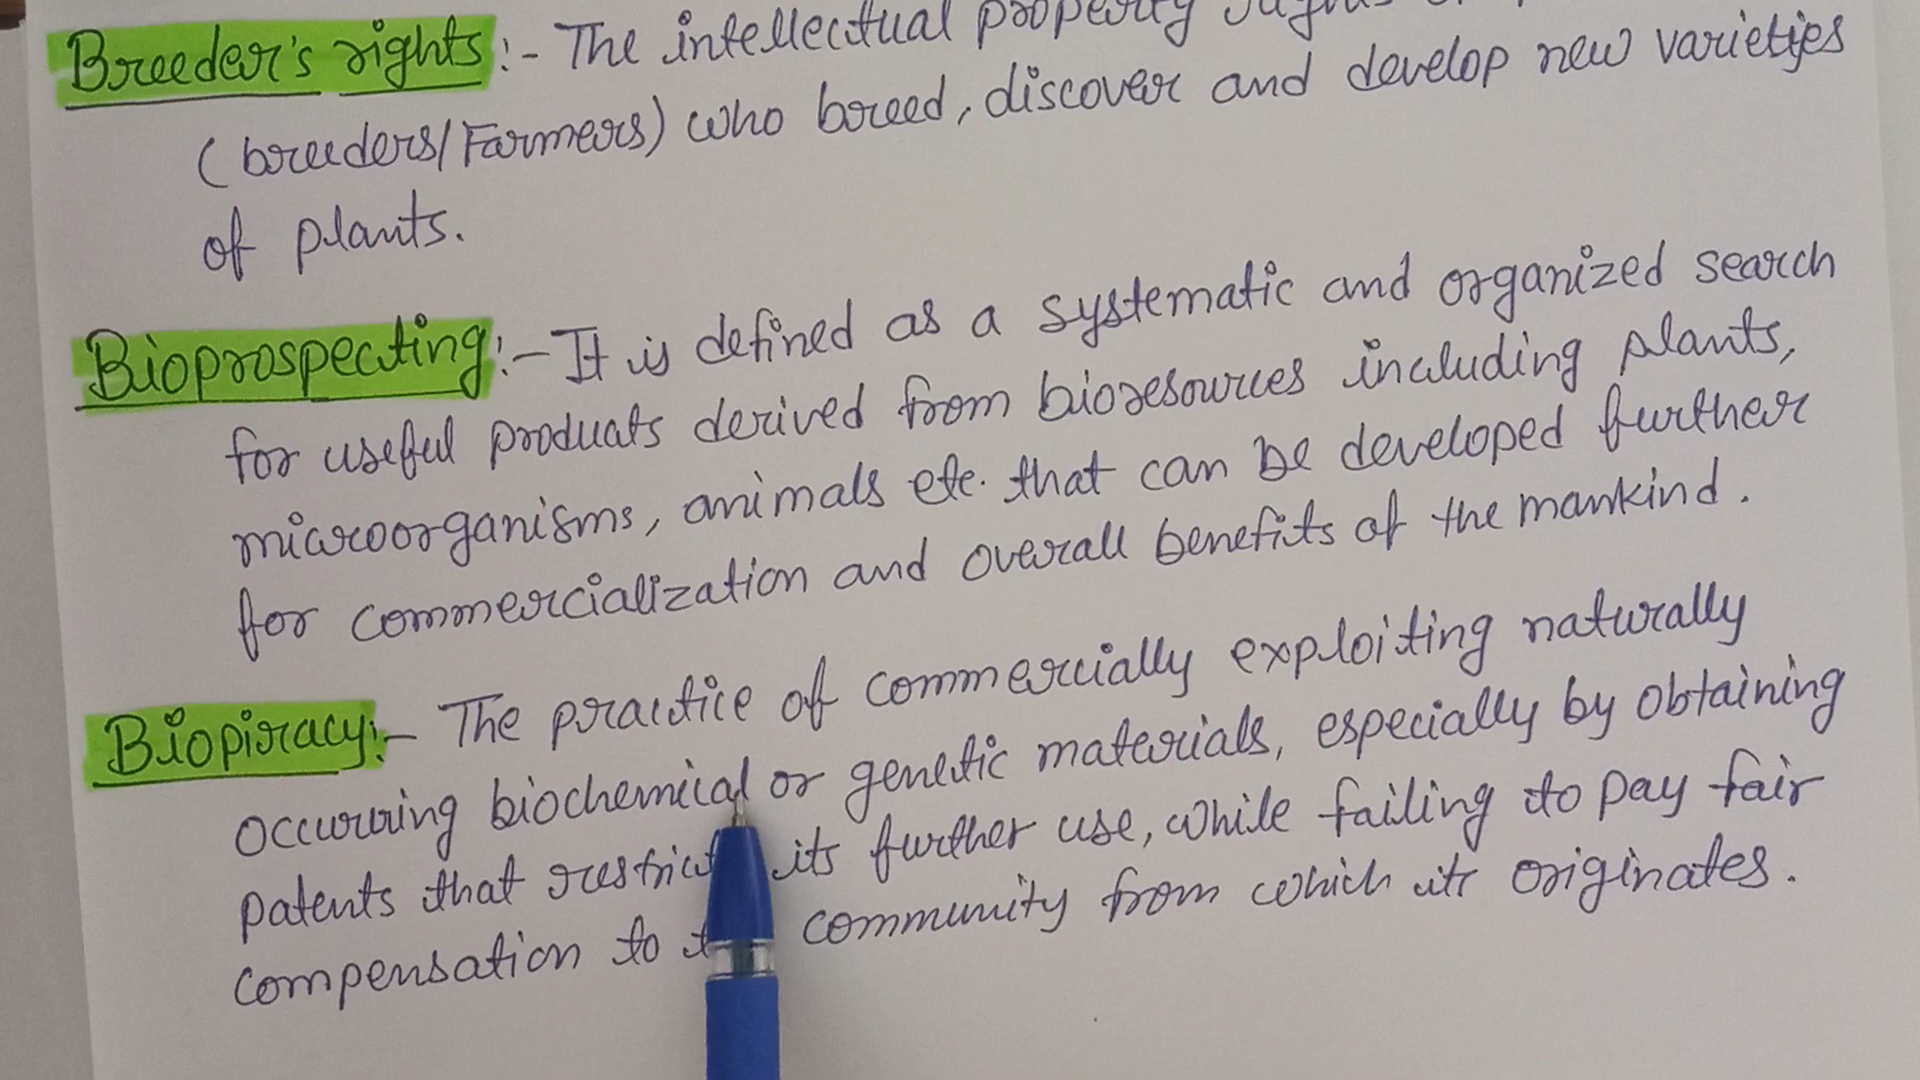 Breeder's rights :- The intellectual property
(breeders/Farmers) who breed, discover and develop new varieties
of plants.
Bioprospecting :- It is defined as a systematic and organized search
for useful products derived from bioresources including plants,
microorganisms, animals etc. that can be developed further
for commercialization and overall benefits of the mankind.
Biopiracy :- The practice of commercially exploiting naturally
occurring biochemical or genetic materials, especially by obtaining
patents that restrict its further use, while failing to pay fair
compensation to community from which it originates.